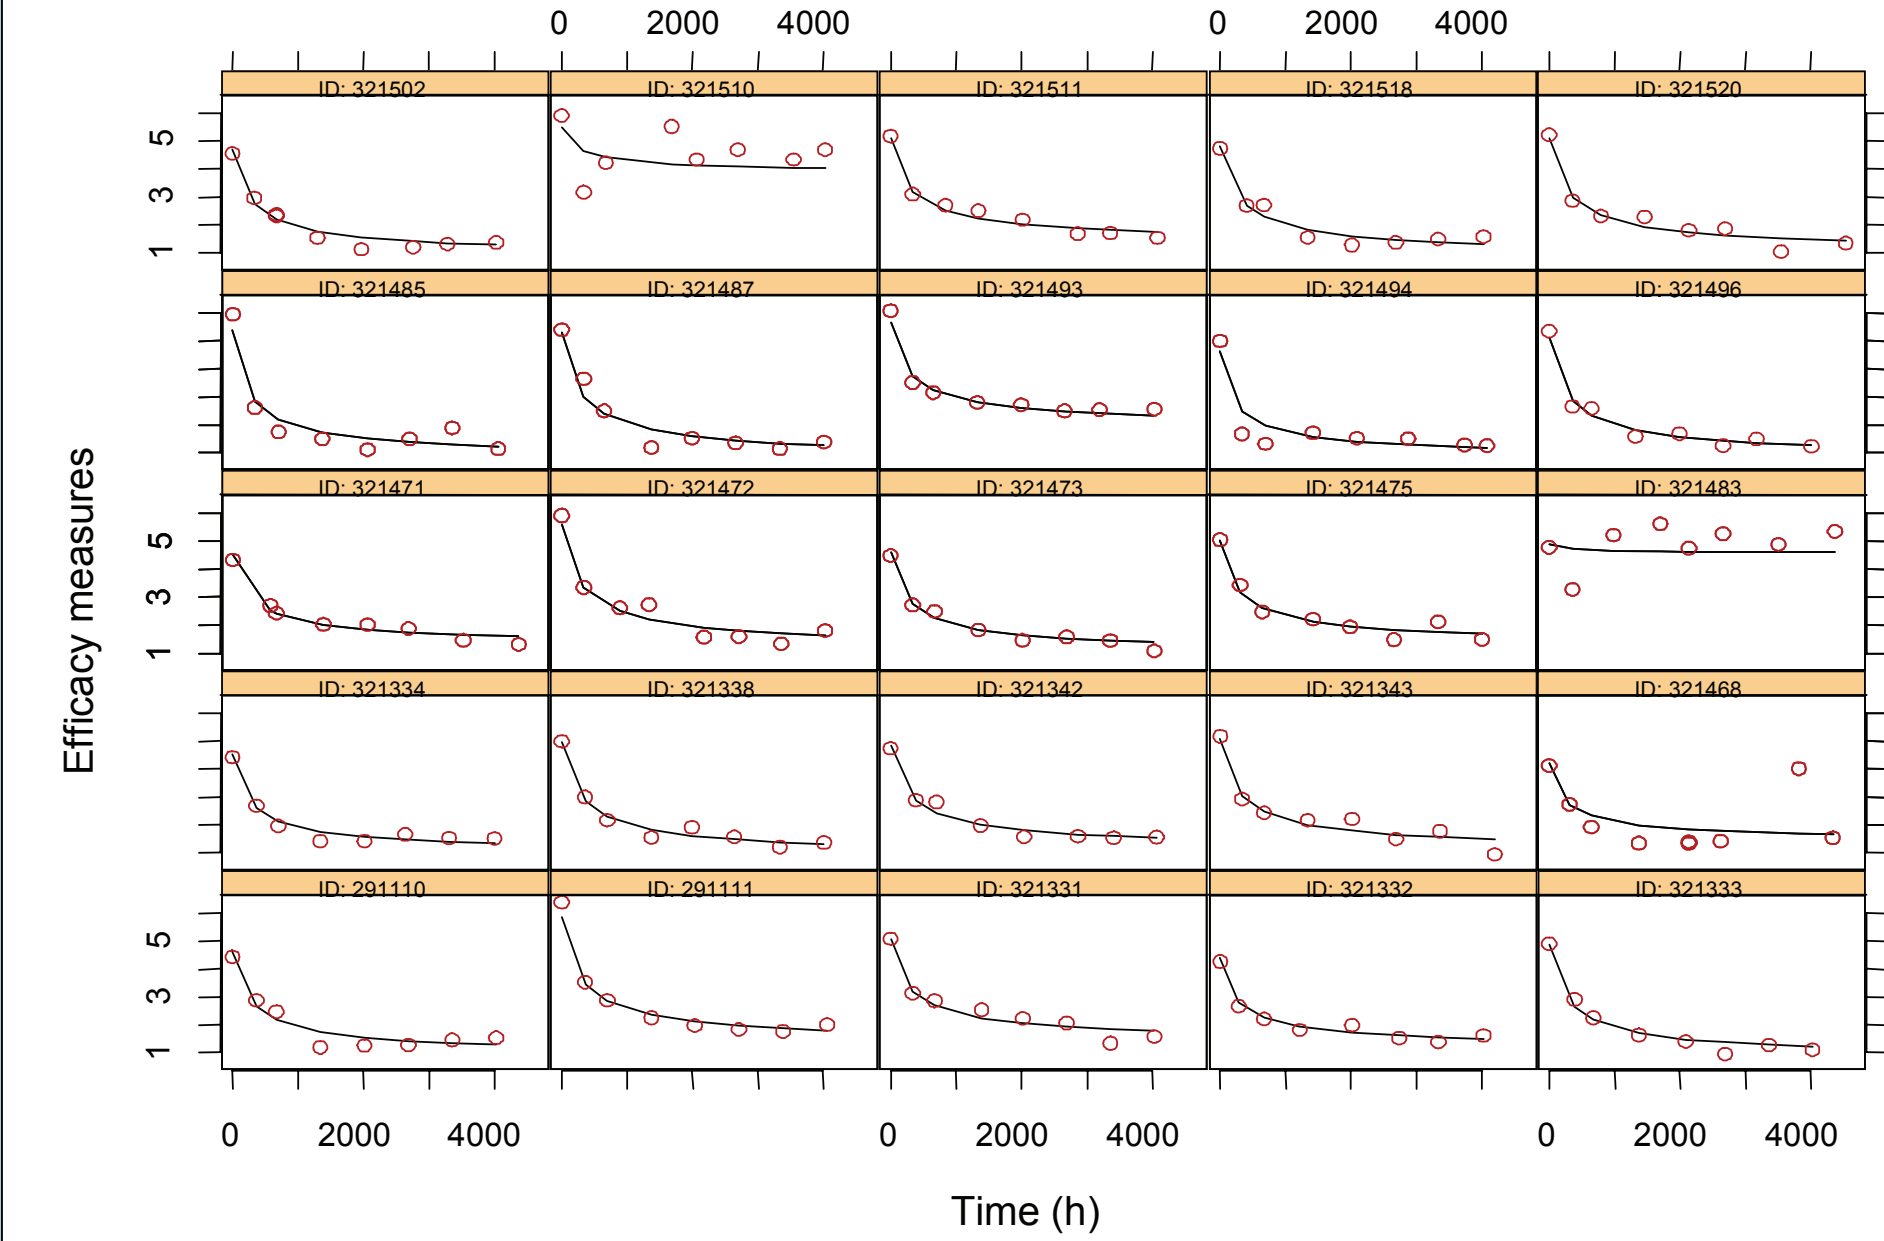 0 2000 4000 0 2000 4000
ID: 321502 ID: 321510 ID: 321511 ID: 321518 ID: 321520
5
3
1
ID: 321485 ID: 321487 ID: 321493 ID: 321494 ID: 321496
ID: 321471 ID: 321472 ID: 321473 ID: 321475 ID: 321483
5
3
1
Efficacy measures
ID: 321334 ID: 321338 ID: 321342 ID: 321343 ID: 321468
ID: 291110 ID: 291111 ID: 321331 ID: 321332 ID: 321333
5
3
1
0 2000 4000 0 2000 4000 0 2000 4000
Time (h)